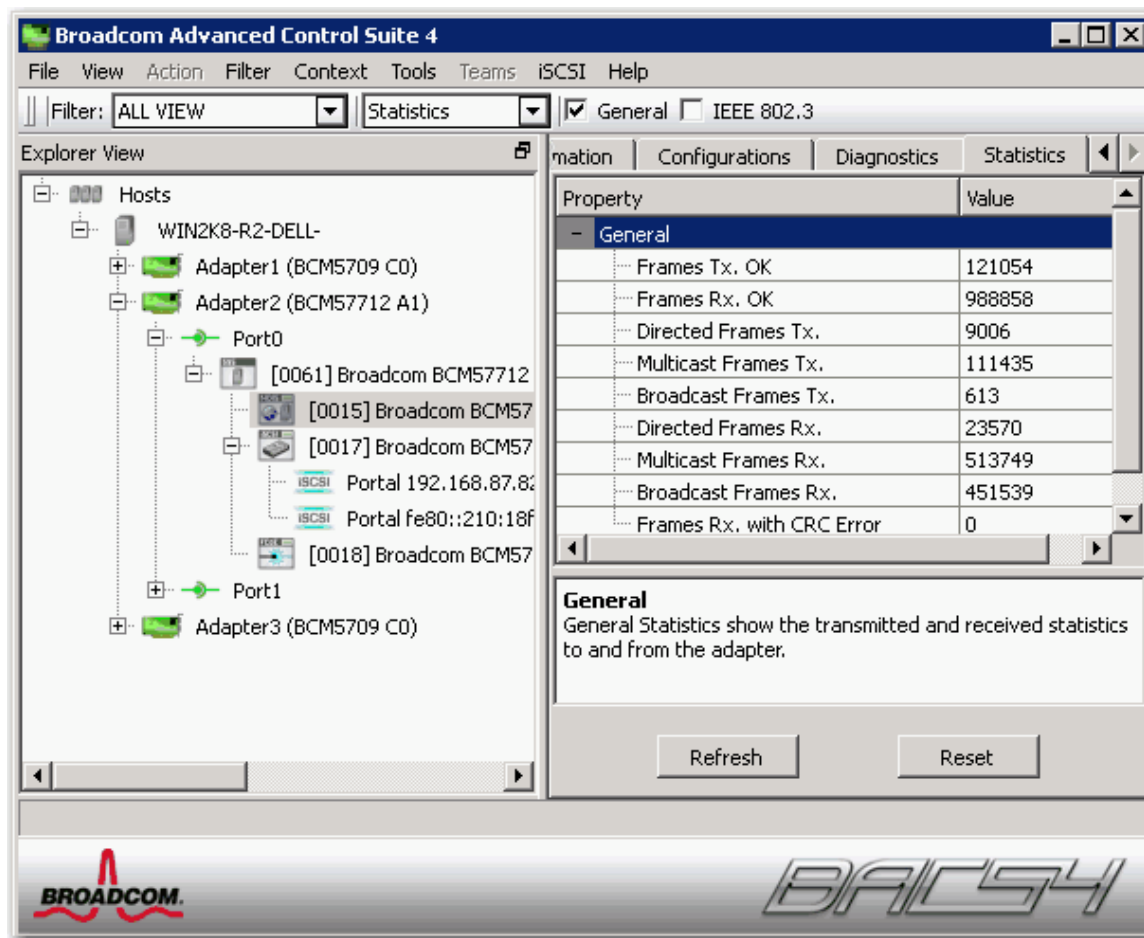 Broadcom Advanced Control Suite 4
File View Action Filter Context Tools Teams iSCSI Help
Filter: ALL VIEW Statistics General IEEE 802.3
Explorer View
mation Configurations Diagnostics Statistics
Hosts
WIN2K8-R2-DELL-
Adapter1 (BCM5709 C0)
Adapter2 (BCM57712 A1)
Port0
[0061] Broadcom BCM57712
[0015] Broadcom BCM57
[0017] Broadcom BCM57
iSCSI Portal 192.168.87.82
iSCSI Portal fe80::210:18f
[0018] Broadcom BCM57
Port1
Adapter3 (BCM5709 C0)
Property Value
General
Frames Tx. OK 121054
Frames Rx. OK 988858
Directed Frames Tx. 9006
Multicast Frames Tx. 111435
Broadcast Frames Tx. 613
Directed Frames Rx. 23570
Multicast Frames Rx. 513749
Broadcast Frames Rx. 451539
Frames Rx. with CRC Error 0
General
General Statistics show the transmitted and received statistics
to and from the adapter.
Refresh Reset
BROADCOM. BACS4